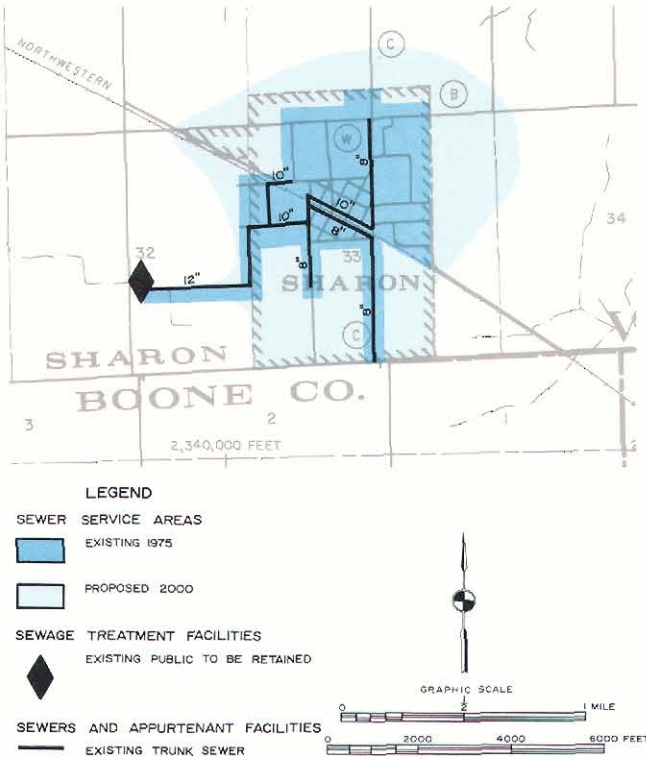 C
NORTHWESTERN
B
W
8"
10"
10"
10"
8"
34
32
33
12"
8"
SHARON
8"
C
SHARON
BOONE CO.
3
2
1
2,340,000 FEET
2
LEGEND
SEWER SERVICE AREAS
EXISTING 1975
PROPOSED 2000
SEWAGE TREATMENT FACILITIES
EXISTING PUBLIC TO BE RETAINED
SEWERS AND APPURTENANT FACILITIES
EXISTING TRUNK SEWER
GRAPHIC SCALE
0 1 MILE
0 2000 4000 6000 FEET